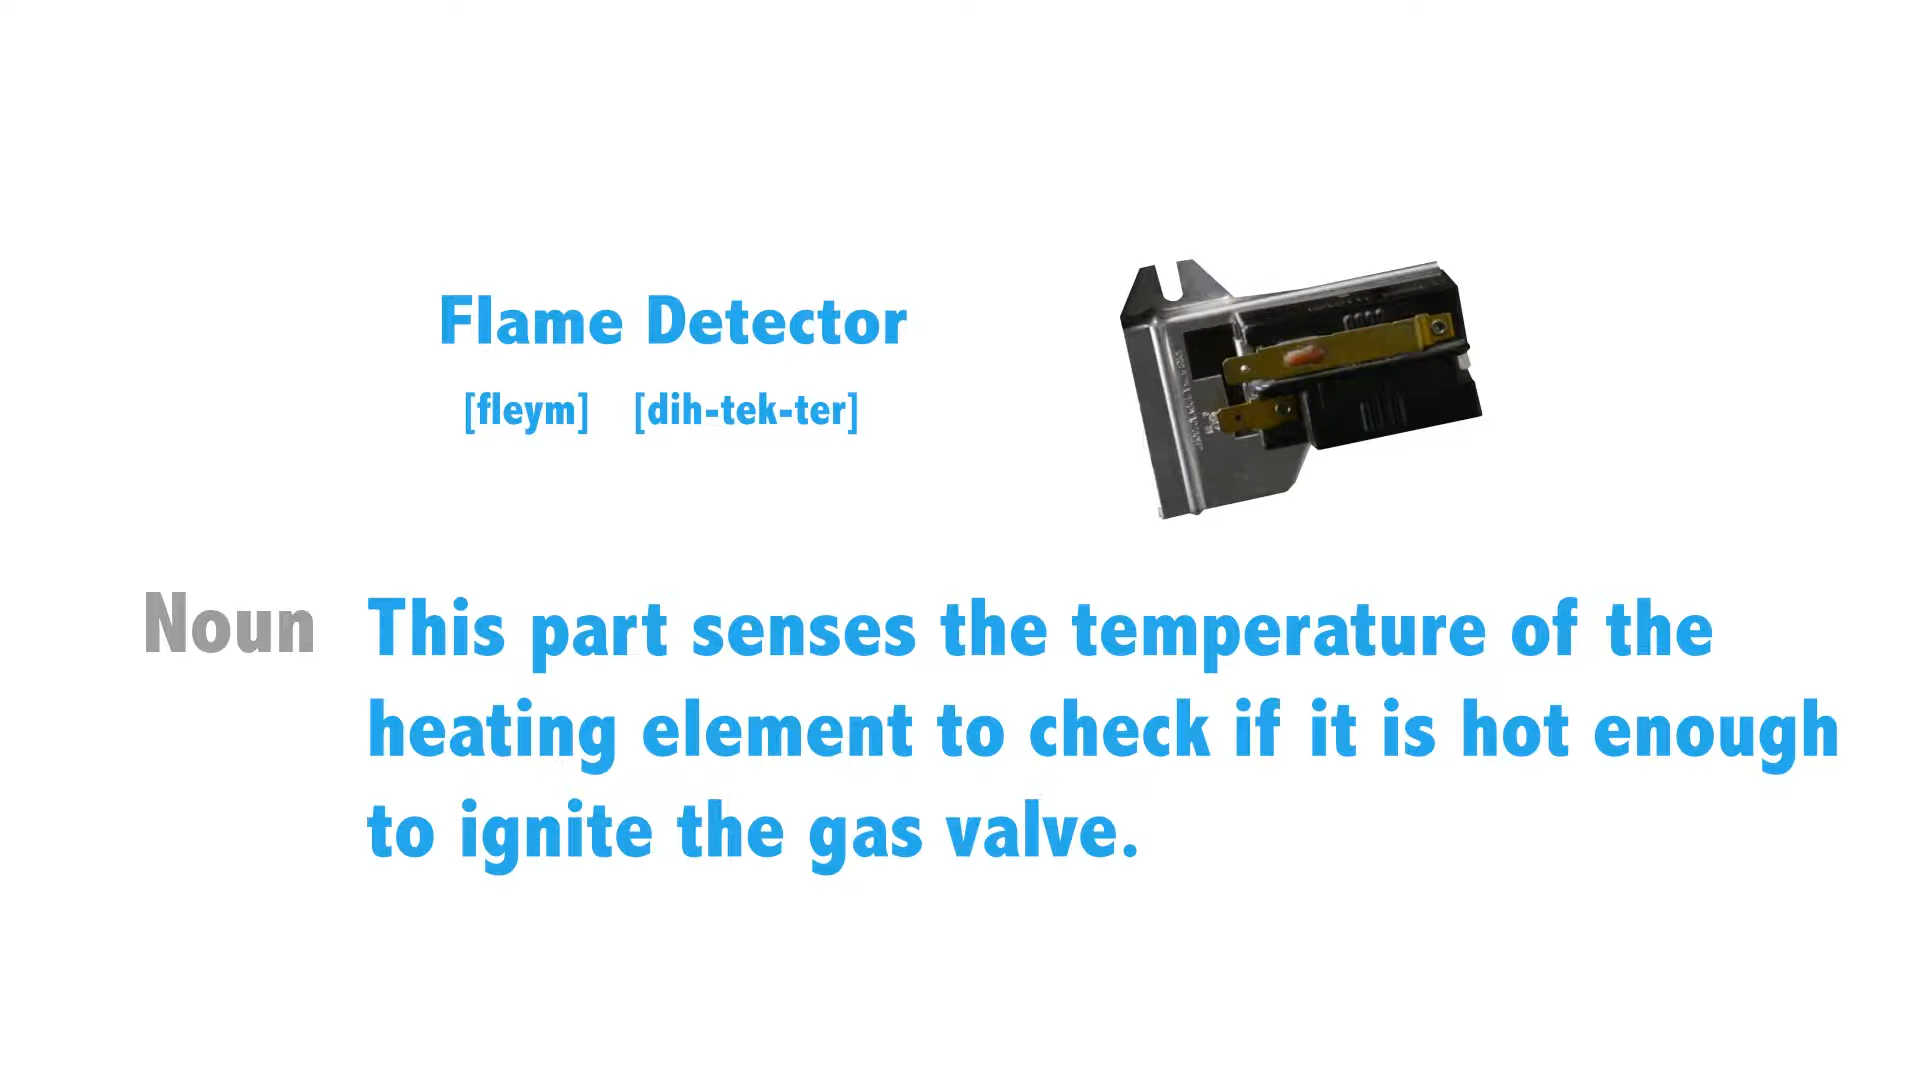 Flame Detector
[fleym] [dih-tek-ter]
Noun This part senses the temperature of the
heating element to check if it is hot enough
to ignite the gas valve.